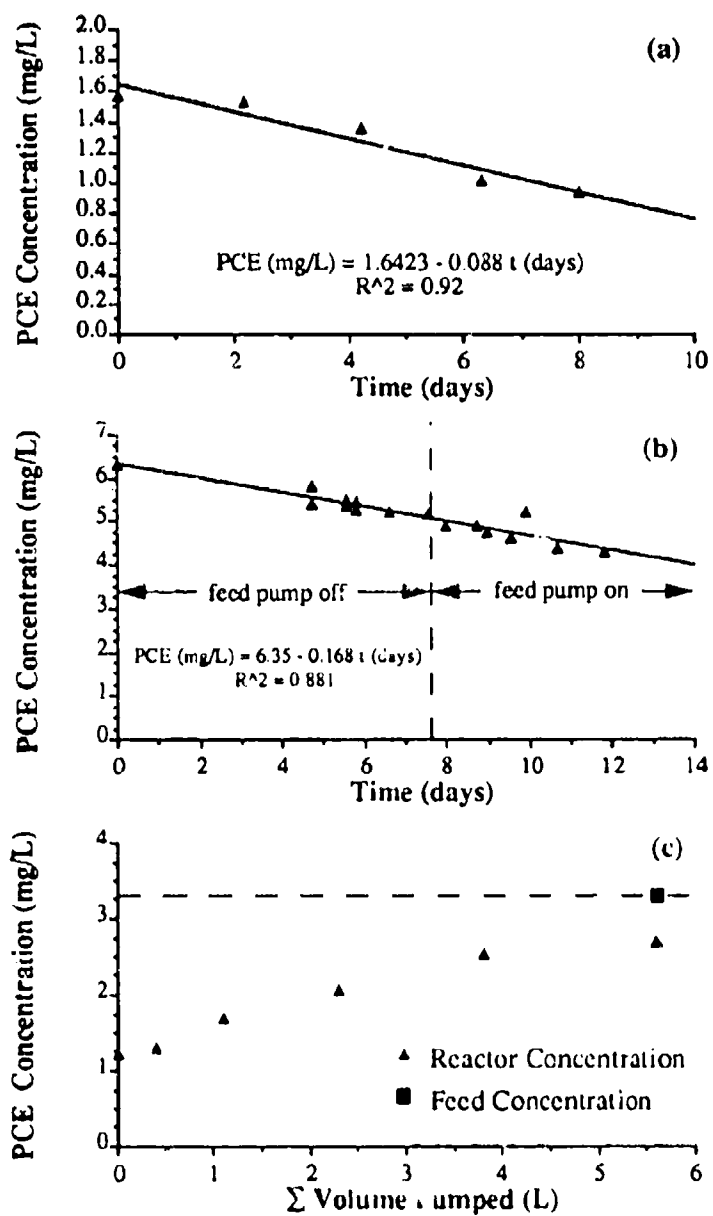 (a)
PCE Concentration (mg/L)
2.0
1.8
1.6
1.4
1.2
1.0
0.8
0.6
0.4
0.2
0.0
PCE (mg/L) = 1.6423 - 0.088 t (days)
R^2 = 0.92
0 2 4 6 8 10
Time (days)
(b)
PCE Concentration (mg/L)
7
6
5
4
3
2
1
0
feed pump off
feed pump on
PCE (mg/L) = 6.35 - 0.168 t (days)
R^2 = 0.881
0 2 4 6 8 10 12 14
Time (days)
(c)
PCE Concentration (mg/L)
4
3
2
1
0
Reactor Concentration
Feed Concentration
0 1 2 3 4 5 6
Σ Volume umped (L)